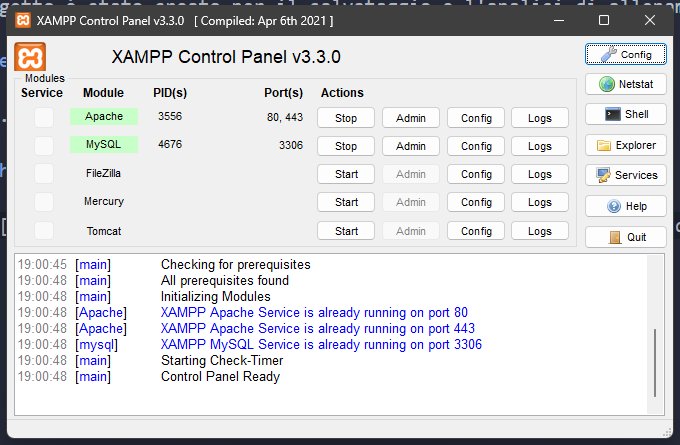 XAMPP Control Panel v3.3.0 [ Compiled: Apr 6th 2021 ]
XAMPP Control Panel v3.3.0
Config
Modules
Service Module PID(s) Port(s) Actions
Netstat
Apache 3556 80, 443 Stop Admin Config Logs
Shell
MySQL 4676 3306 Stop Admin Config Logs
Explorer
FileZilla Start Admin Config Logs
Services
Mercury Start Admin Config Logs
Help
Tomcat Start Admin Config Logs
Quit
19:00:45 [main] Checking for prerequisites
19:00:48 [main] All prerequisites found
19:00:48 [main] Initializing Modules
19:00:48 [Apache] XAMPP Apache Service is already running on port 80
19:00:48 [Apache] XAMPP Apache Service is already running on port 443
19:00:48 [mysql] XAMPP MySQL Service is already running on port 3306
19:00:48 [main] Starting Check-Timer
19:00:48 [main] Control Panel Ready